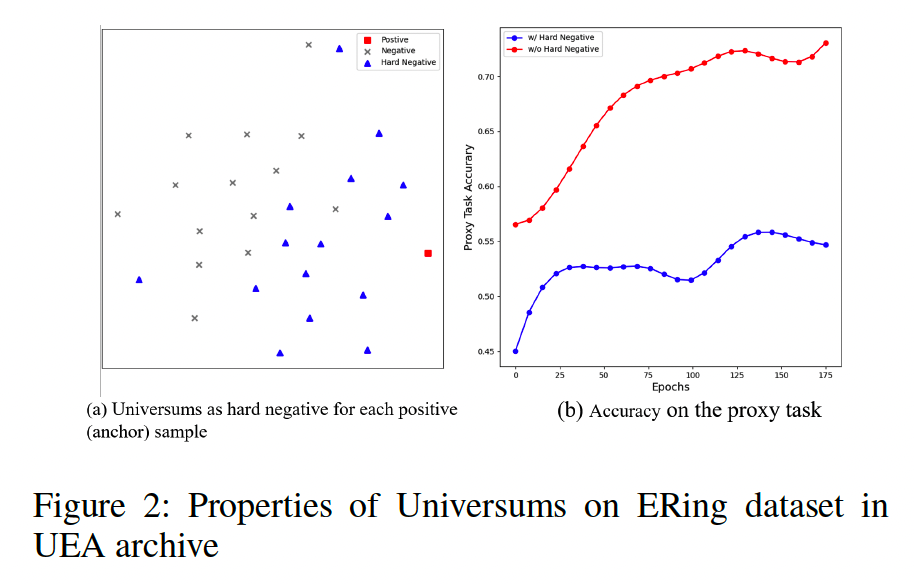 Postive
Negative
Hard Negative
w/ Hard Negative
w/o Hard Negative
0.70
0.65
0.60
0.55
0.50
0.45
Proxy Task Accurary
0 25 50 75 100 125 150 175
Epochs
(a) Universums as hard negative for each positive
(anchor) sample
(b) Accuracy on the proxy task
Figure 2: Properties of Universums on ERing dataset in
UEA archive